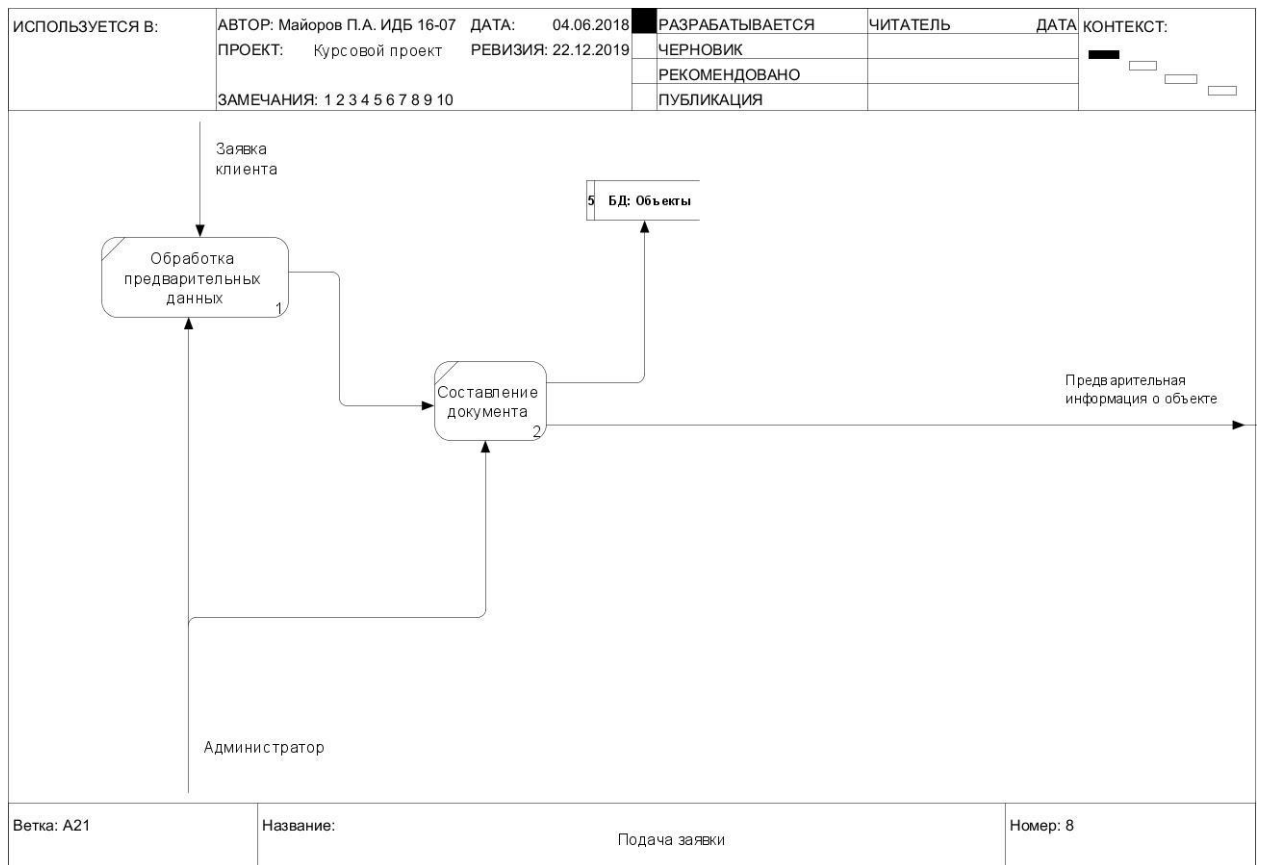 ИСПОЛЬЗУЕТСЯ В:
АВТОР: Майоров П.А. ИДБ 16-07 ДАТА: 04.06.2018
ПРОЕКТ: Курсовой проект РЕВИЗИЯ: 22.12.2019
ЗАМЕЧАНИЯ: 1 2 3 4 5 6 7 8 9 10
РАЗРАБАТЫВАЕТСЯ
ЧЕРНОВИК
РЕКОМЕНДОВАНО
ПУБЛИКАЦИЯ
ЧИТАТЕЛЬ ДАТА
КОНТЕКСТ:
Заявка
клиента
5 БД: Объекты
Обработка
предварительных
данных
1
Составление
документа
2
Предварительная
информация о объекте
Администратор
Ветка: A21
Название:
Подача заявки
Номер: 8